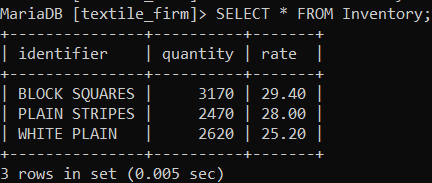 MariaDB [textile_firm]> SELECT * FROM Inventory;
+---------------+----------+-------+
| identifier    | quantity | rate  |
+---------------+----------+-------+
| BLOCK SQUARES |     3170 | 29.40 |
| PLAIN STRIPES |     2470 | 28.00 |
| WHITE PLAIN   |     2620 | 25.20 |
+---------------+----------+-------+
3 rows in set (0.005 sec)